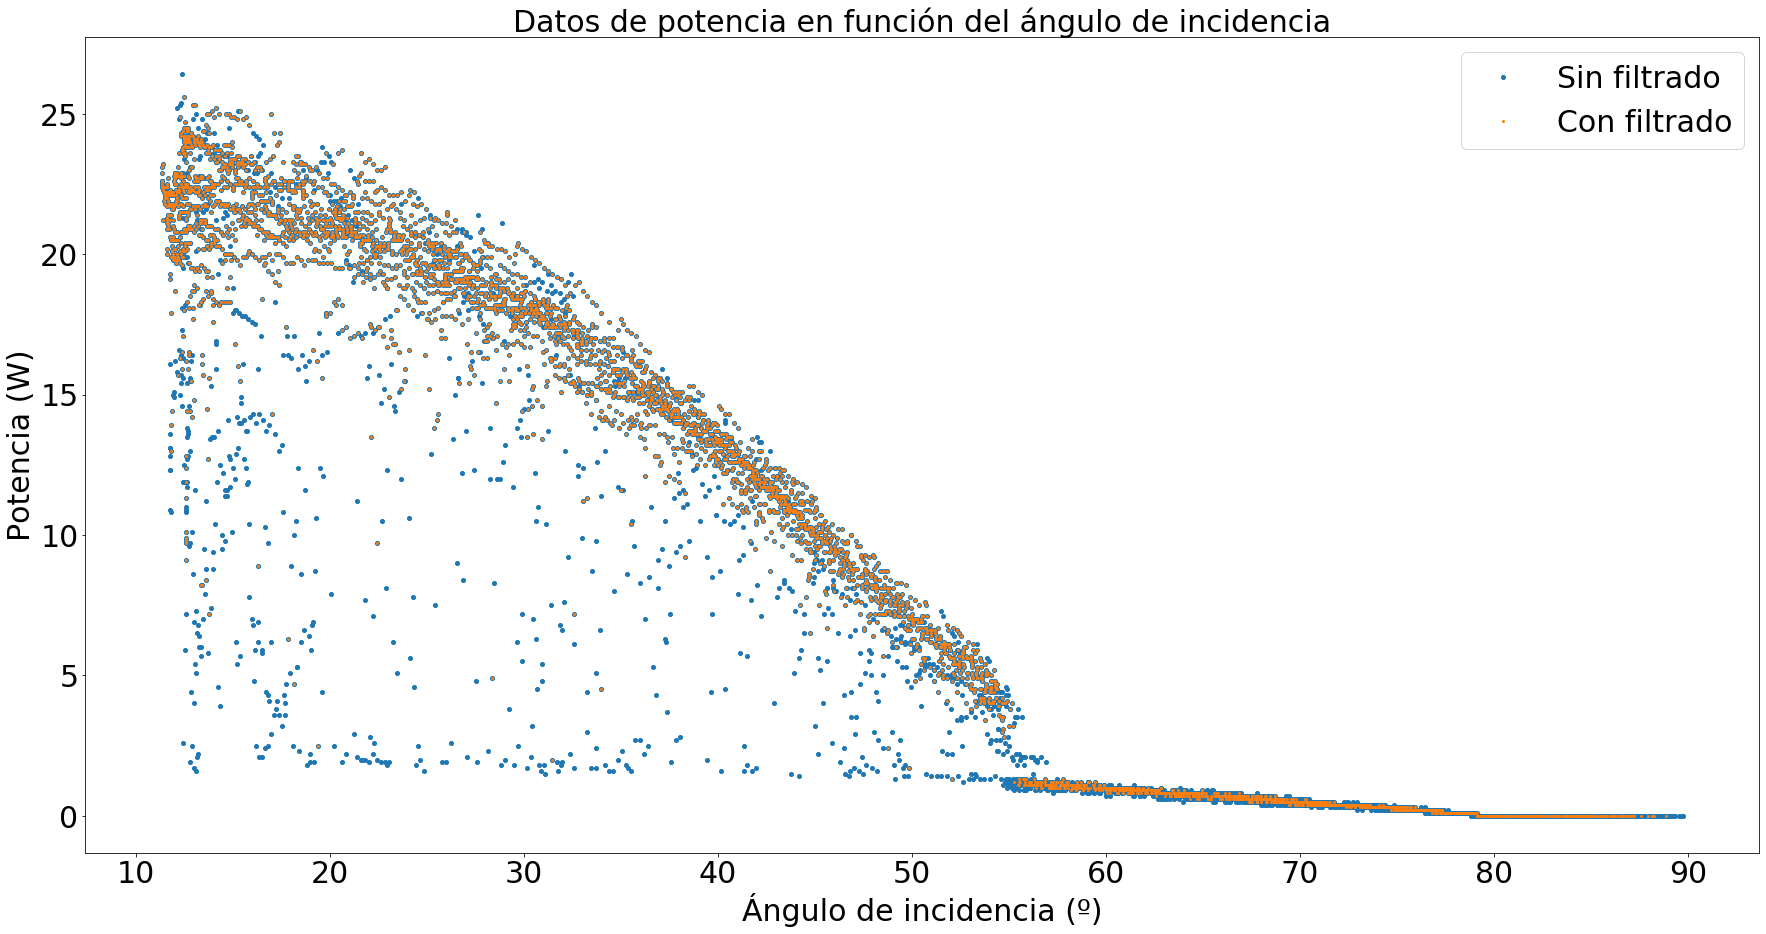 Datos de potencia en función del ángulo de incidencia
Sin filtrado
Con filtrado
Potencia (W)
25
20
15
10
5
0
10 20 30 40 50 60 70 80 90
Ángulo de incidencia (º)